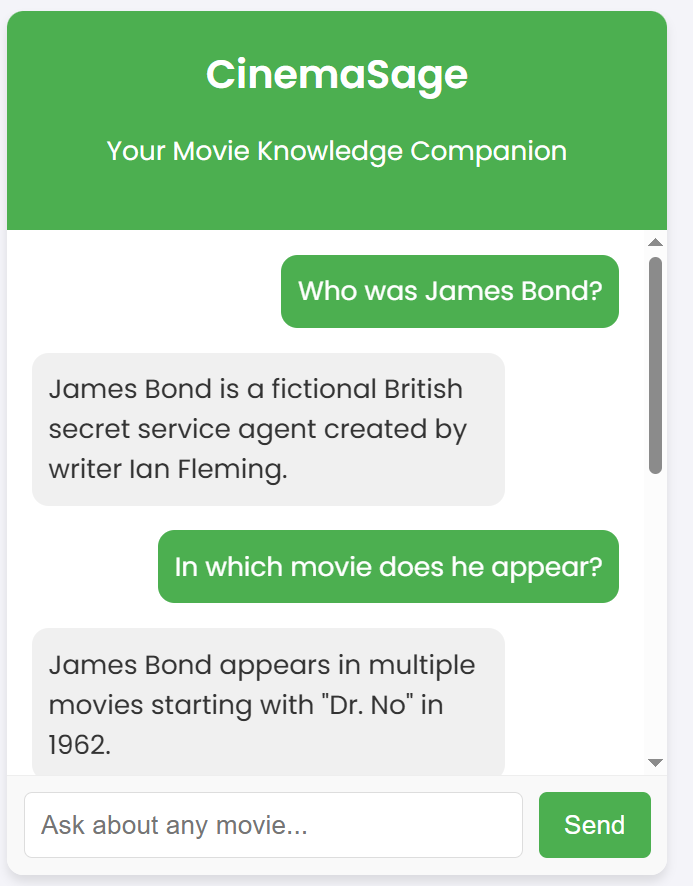 CinemaSage
Your Movie Knowledge Companion
Who was James Bond?
James Bond is a fictional British
secret service agent created by
writer Ian Fleming.
In which movie does he appear?
James Bond appears in multiple
movies starting with "Dr. No" in
1962.
Ask about any movie...
Send